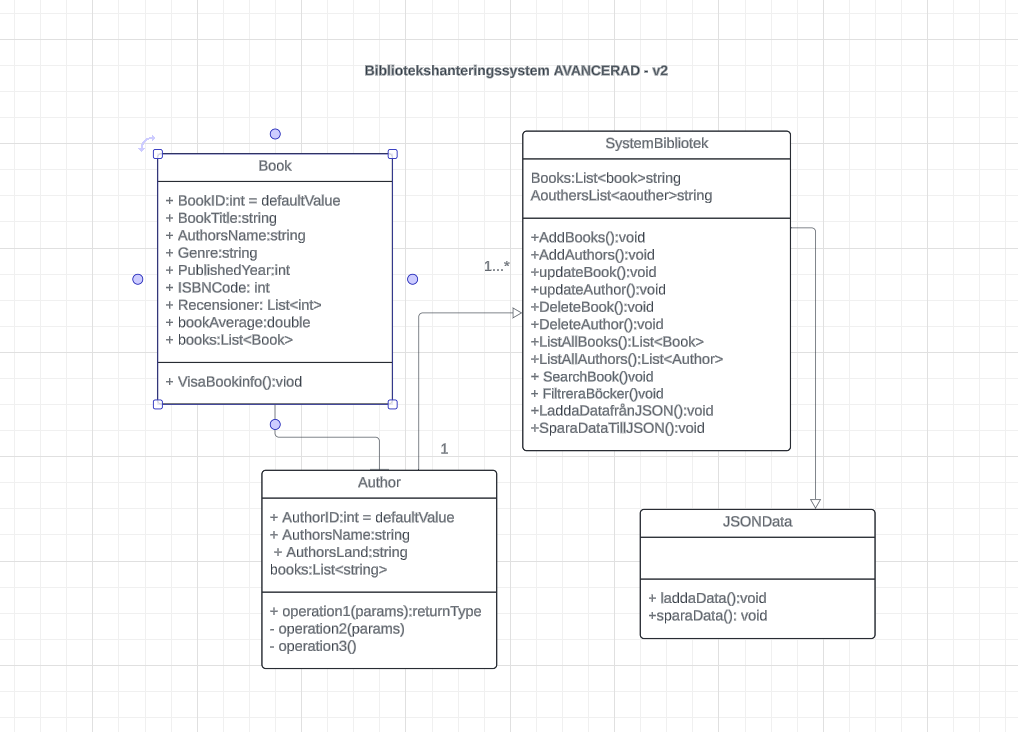 Bibliotekshanteringssystem AVANCERAD - v2
Book
+ BookID:int = defaultValue
+ BookTitle:string
+ AuthorsName:string
+ Genre:string
+ PublishedYear:int
+ ISBNCode: int
+ Recensioner: List<int>
+ bookAverage:double
+ books:List<Book>
+ VisaBookinfo():viod
SystemBibliotek
Books:List<book>string
AouthersList<aouther>string
+AddBooks():void
+AddAuthors():void
+updateBook():void
+updateAuthor():void
+DeleteBook():void
+DeleteAuthor():void
+ListAllBooks():List<Book>
+ListAllAuthors():List<Author>
+ SearchBook()void
+ FiltreraBöcker()void
+LaddaDatafrånJSON():void
+SparaDataTillJSON():void
1...*
1
Author
+ AuthorID:int = defaultValue
+ AuthorsName:string
+ AuthorsLand:string
books:List<string>
+ operation1(params):returnType
- operation2(params)
- operation3()
JSONData
+ laddaData():void
+sparaData(): void